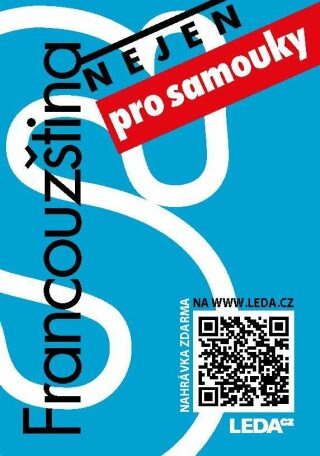 Francouzština
NEJEN
pro samouky
NAHRÁVKA ZDARMA
NA WWW.LEDA.CZ
LEDA cz